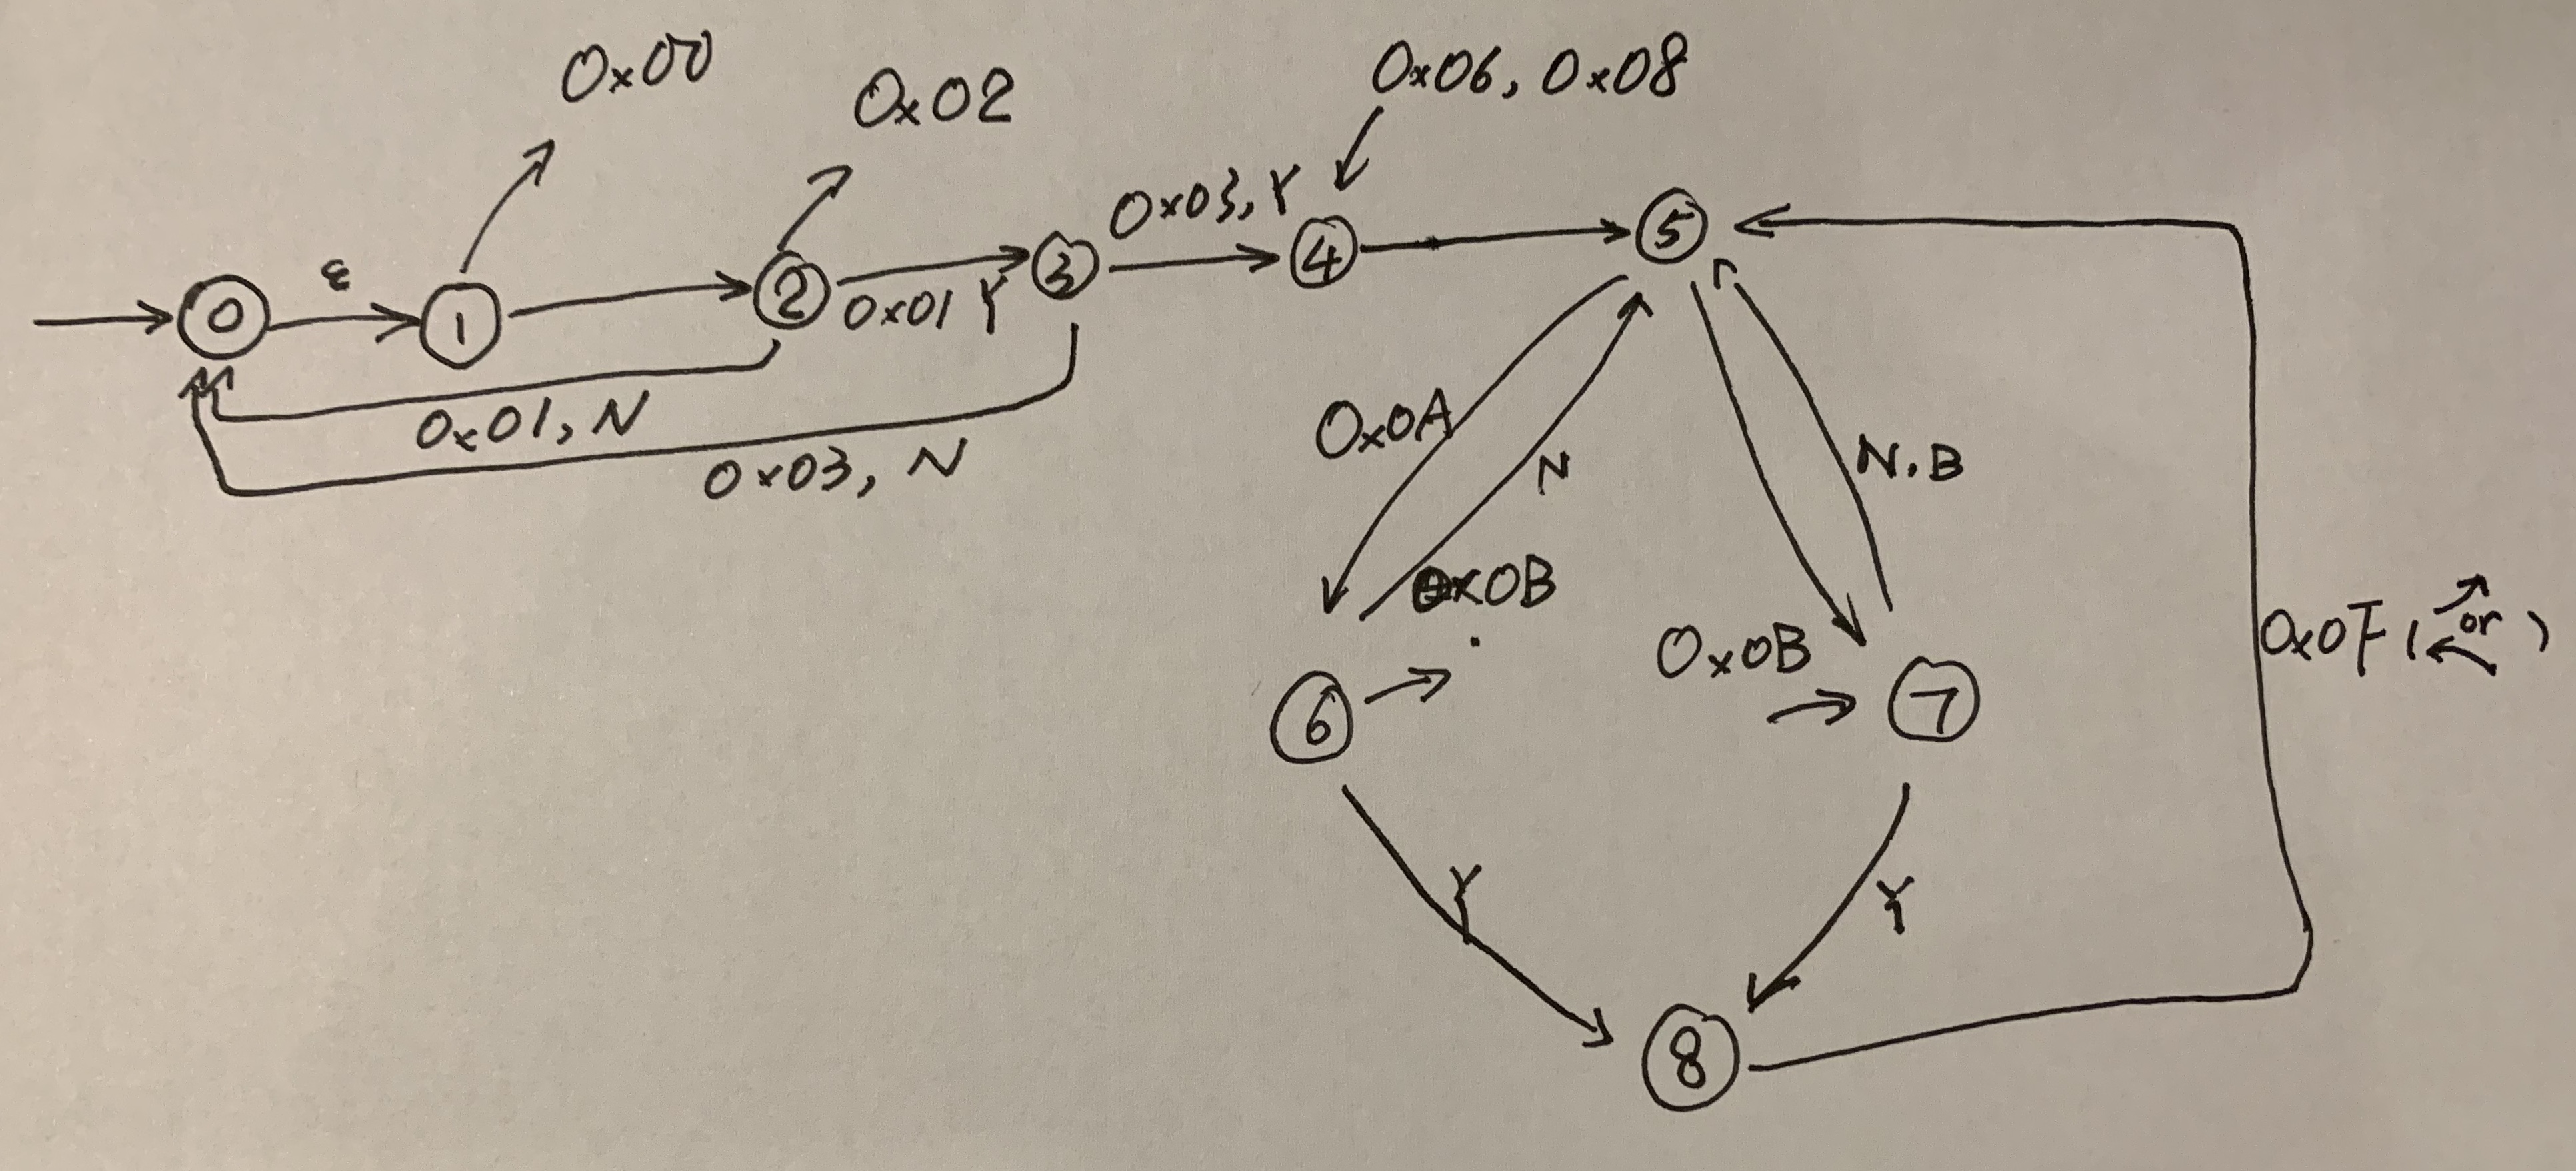 0x00
0x02
0x06, 0x08
0x03, Y
ε
0
1
2
0x01 Y
3
4
5
0x01, N
0x03, N
0x0A
N
N.B
0x0B
0x0B
0x0F ( or )
6
7
Y
Y
8